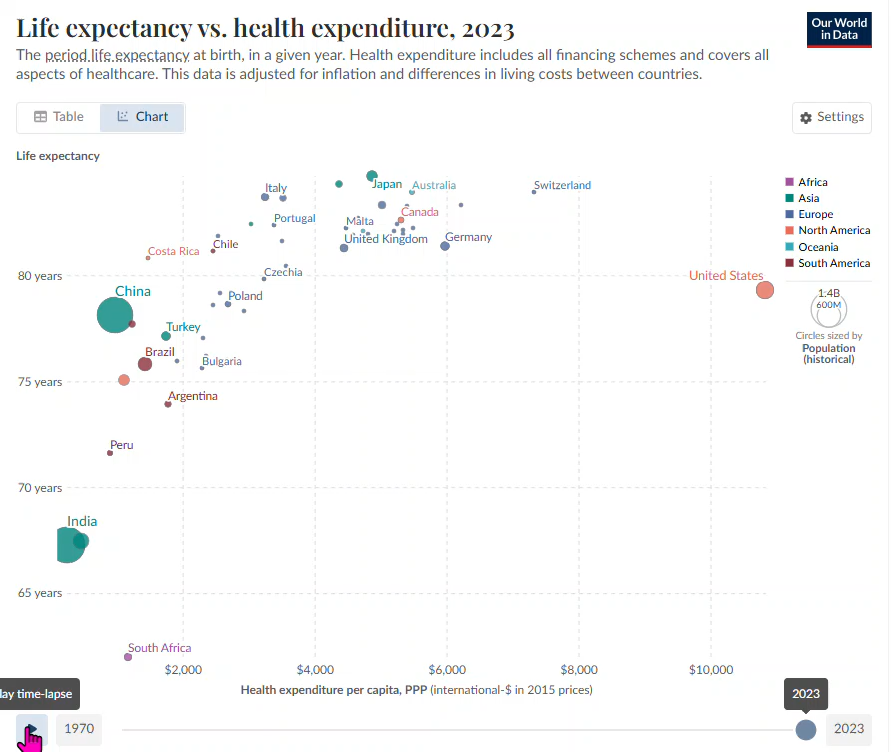 Life expectancy vs. health expenditure, 2023
Our World
in Data
The period life expectancy at birth, in a given year. Health expenditure includes all financing schemes and covers all
aspects of healthcare. This data is adjusted for inflation and differences in living costs between countries.
Table
Chart
Settings
Life expectancy
Japan
Italy
Australia
Switzerland
Canada
Portugal
Malta
United Kingdom
Germany
Chile
Costa Rica
80 years
Czechia
United States
China
Poland
Turkey
Brazil
Bulgaria
75 years
Argentina
Peru
70 years
India
65 years
South Africa
$2,000
$4,000
$6,000
$8,000
$10,000
Health expenditure per capita, PPP (international-$ in 2015 prices)
Africa
Asia
Europe
North America
Oceania
South America
1:4B
600M
Circles sized by
Population
(historical)
lay time-lapse
2023
1970
2023